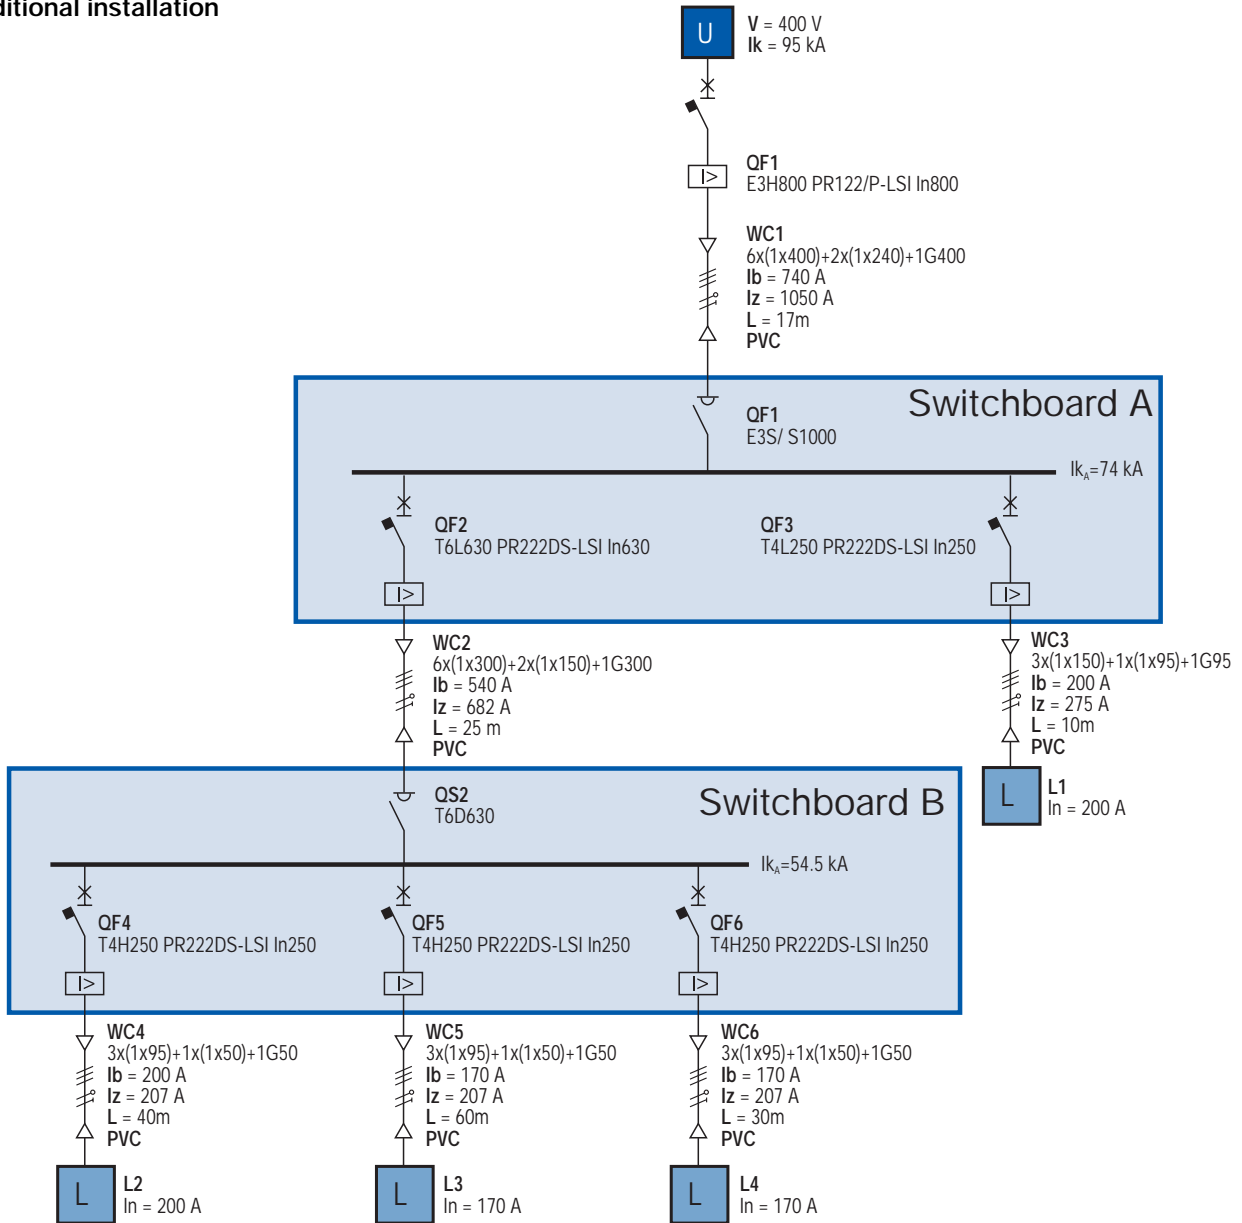 ditional installation
U
V = 400 V
Ik = 95 kA
I>
QF1
E3H800 PR122/P-LSI In800
WC1
6x(1x400)+2x(1x240)+1G400
Ib = 740 A
Iz = 1050 A
L = 17m
PVC
Switchboard A
QF1
E3S/ S1000
IkA=74 kA
QF2
T6L630 PR222DS-LSI In630
I>
QF3
T4L250 PR222DS-LSI In250
I>
WC2
6x(1x300)+2x(1x150)+1G300
Ib = 540 A
Iz = 682 A
L = 25 m
PVC
WC3
3x(1x150)+1x(1x95)+1G95
Ib = 200 A
Iz = 275 A
L = 10m
PVC
L
L1
In = 200 A
Switchboard B
QS2
T6D630
IkA=54.5 kA
QF4
T4H250 PR222DS-LSI In250
I>
QF5
T4H250 PR222DS-LSI In250
I>
QF6
T4H250 PR222DS-LSI In250
I>
WC4
3x(1x95)+1x(1x50)+1G50
Ib = 200 A
Iz = 207 A
L = 40m
PVC
WC5
3x(1x95)+1x(1x50)+1G50
Ib = 170 A
Iz = 207 A
L = 60m
PVC
WC6
3x(1x95)+1x(1x50)+1G50
Ib = 170 A
Iz = 207 A
L = 30m
PVC
L
L2
In = 200 A
L
L3
In = 170 A
L
L4
In = 170 A